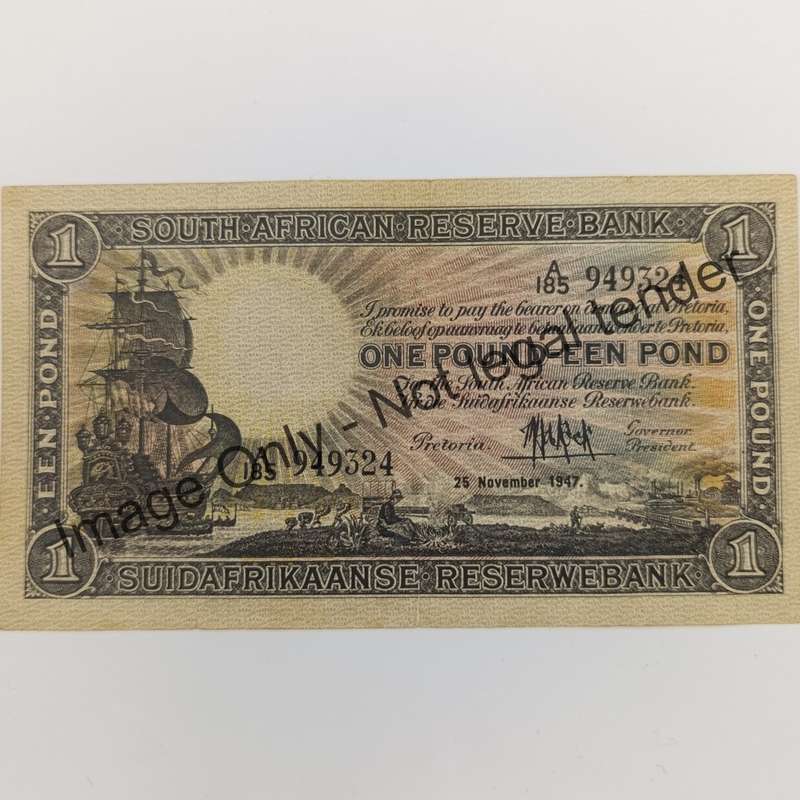 1 SOUTH·AFRICAN·RESERVE·BANK 1
A
185 949324
I promise to pay the bearer on demand at Pretoria,
Ek beloof op aanvraag te betaal aan toonder te Pretoria,
ONE POUND-EEN POND
For the South African Reserve Bank.
Suidafrikaanse Reserwebank.
Pretoria. Governor
President.
185 949324
25 November 1947.
EEN POND
ONE POUND
1 SUIDAFRIKAANSE·RESERWEBANK 1
Image Only - Not legal tender